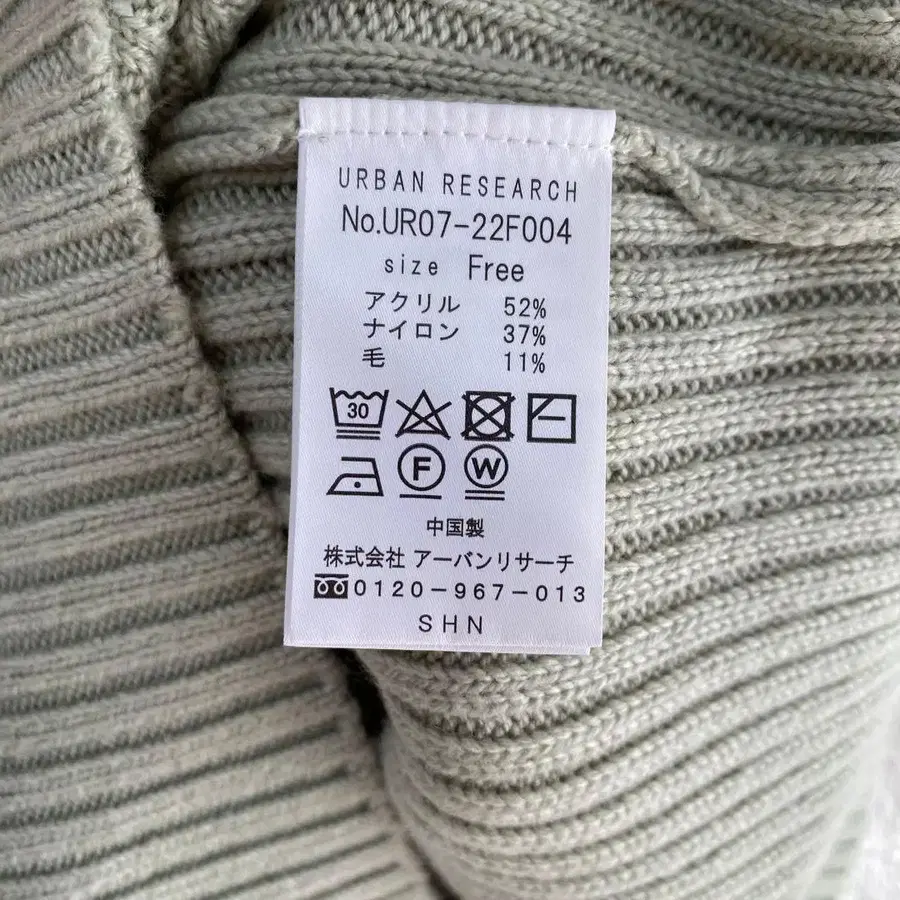 URBAN RESEARCH
No.UR07-22F004
size Free
アクリル 52%
ナイロン 37%
毛 11%
30
F W
中国製
株式会社 アーバンリサーチ
0120-967-013
SHN